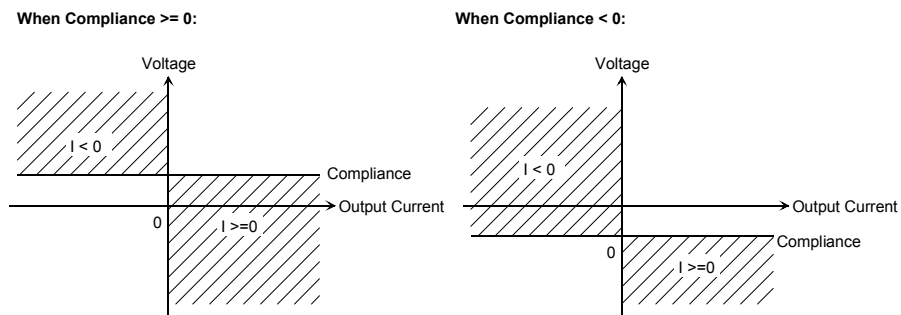 When Compliance >= 0:
Voltage
I < 0
Compliance
Output Current
0
I >=0
When Compliance < 0:
Voltage
I < 0
Output Current
Compliance
0
I >=0